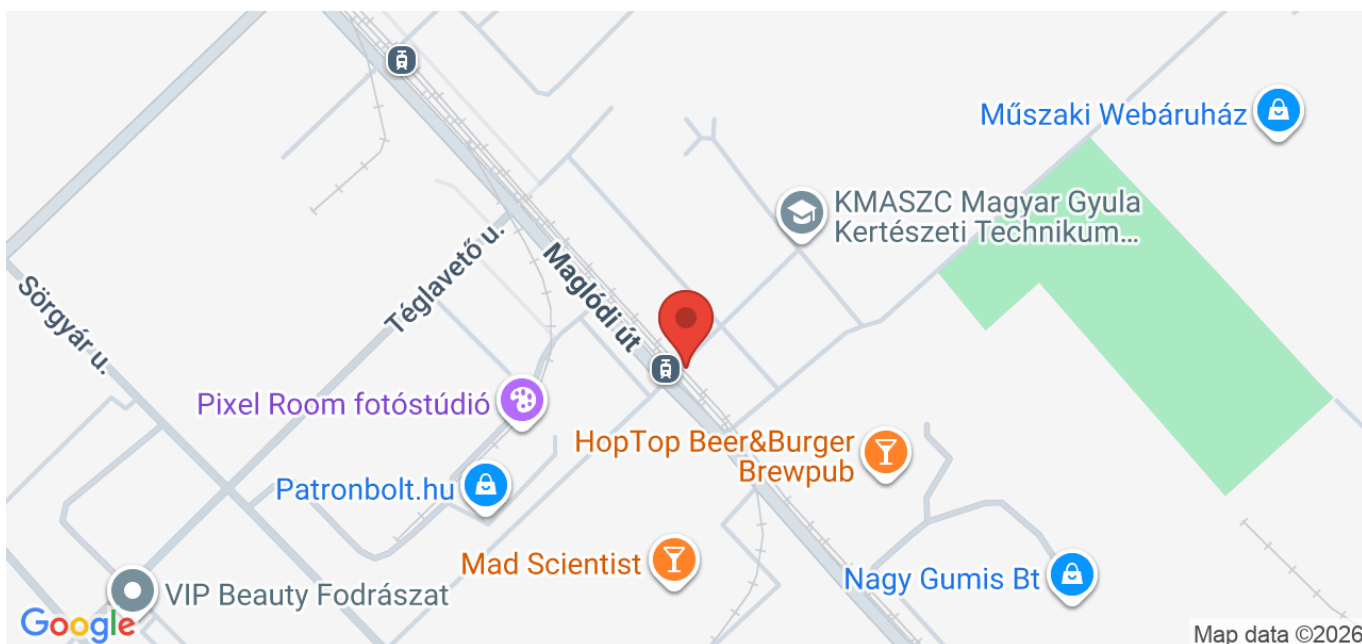 Műszaki Webáruház
KMASZC Magyar Gyula
Kertészeti Technikum...
Téglavető u.
Maglódi út
Sörgyár u.
Pixel Room fotóstúdió
HopTop Beer&Burger
Brewpub
Patronbolt.hu
Mad Scientist
Nagy Gumis Bt
VIP Beauty Fodrászat
Google
Map data ©2026